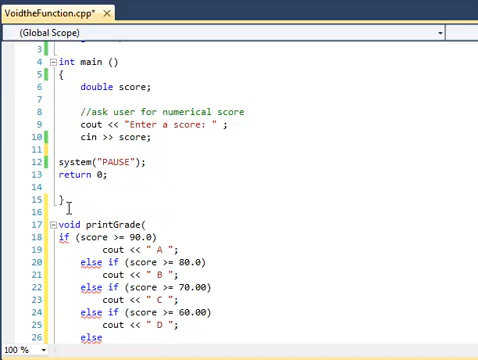 VoidtheFunction.cpp*
(Global Scope)
3
4 int main ()
5 {
6 double score;
7
8 //ask user for numerical score
9 cout << "Enter a score: " ;
10 cin >> score;
11
12 system("PAUSE");
13 return 0;
14
15 }
16
17 void printGrade(
18 if (score >= 90.0)
19 cout << " A ";
20 else if (score >= 80.0)
21 cout << " B ";
22 else if (score >= 70.00)
23 cout << " C ";
24 else if (score >= 60.00)
25 cout << " D ";
26 else
100 %